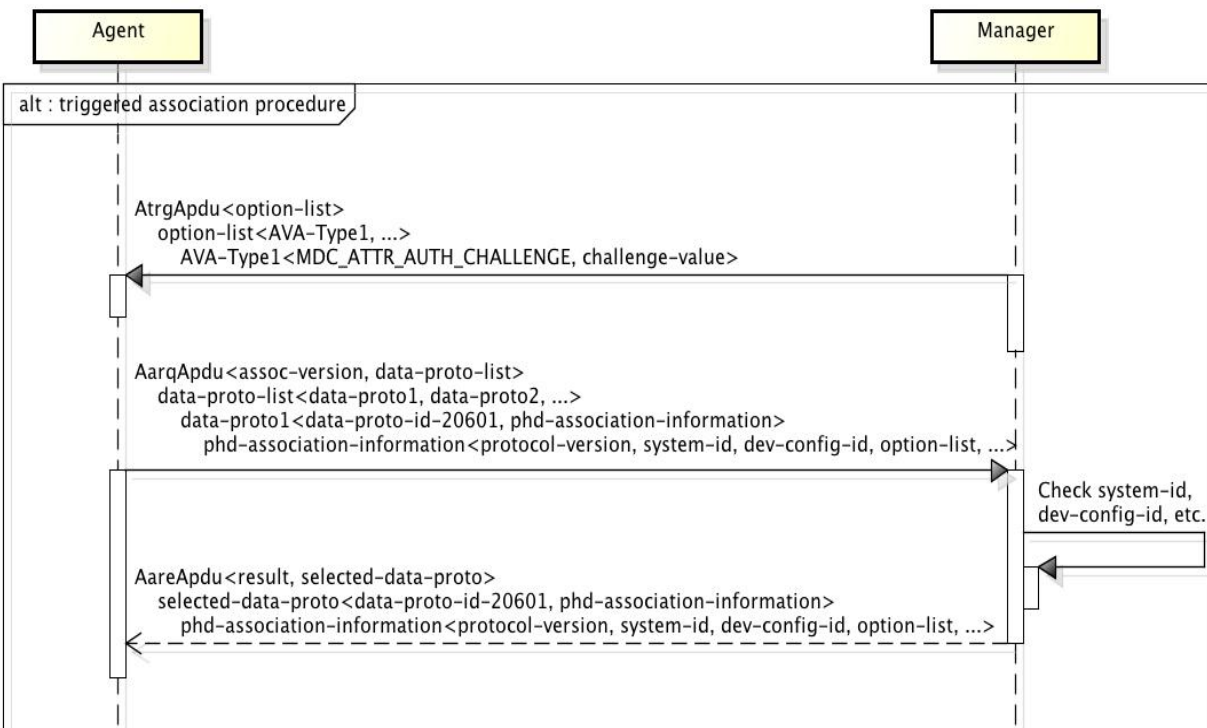 Agent
Manager
alt : triggered association procedure
AtrgApdu<option-list>
option-list<AVA-Type1, ...>
AVA-Type1<MDC_ATTR_AUTH_CHALLENGE, challenge-value>
AarqApdu<assoc-version, data-proto-list>
data-proto-list<data-proto1, data-proto2, ...>
data-proto1<data-proto-id-20601, phd-association-information>
phd-association-information<protocol-version, system-id, dev-config-id, option-list, ...>
Check system-id,
dev-config-id, etc.
AareApdu<result, selected-data-proto>
selected-data-proto<data-proto-id-20601, phd-association-information>
phd-association-information<protocol-version, system-id, dev-config-id, option-list, ...>